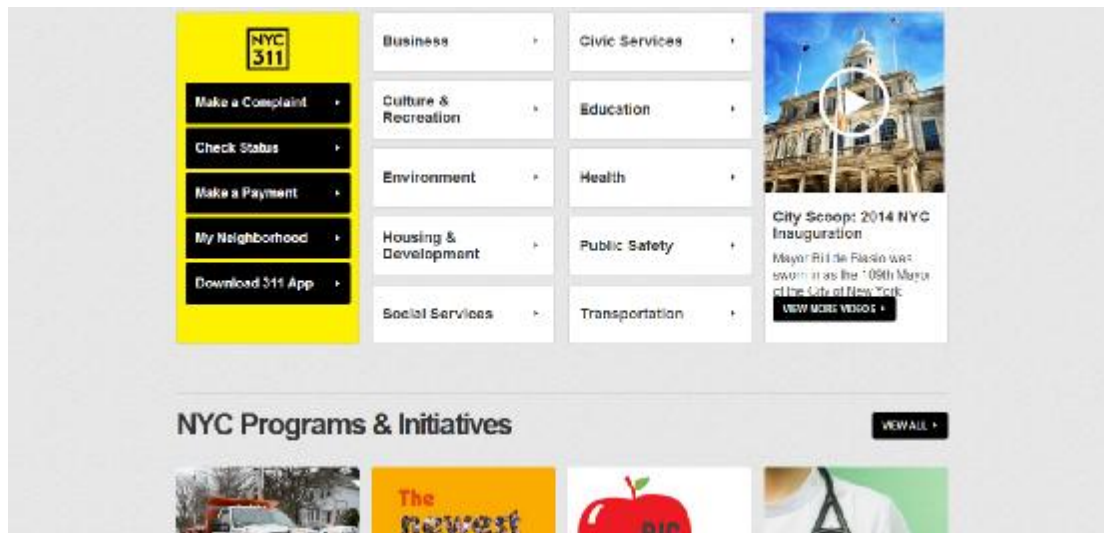 NYC
311
Make a Complaint
Check Status
Make a Payment
My Neighborhood
Download 311 App
Business
Culture &
Recreation
Environment
Housing &
Development
Social Services
Civic Services
Education
Health
Public Safety
Transportation
City Scoop: 2014 NYC
Inauguration
Mayor Bill de Blasio was
sworn in as the 109th Mayor
of the City of New York
VIEW MORE VIDEOS
NYC Programs & Initiatives
VIEW ALL
The
newest
BIG